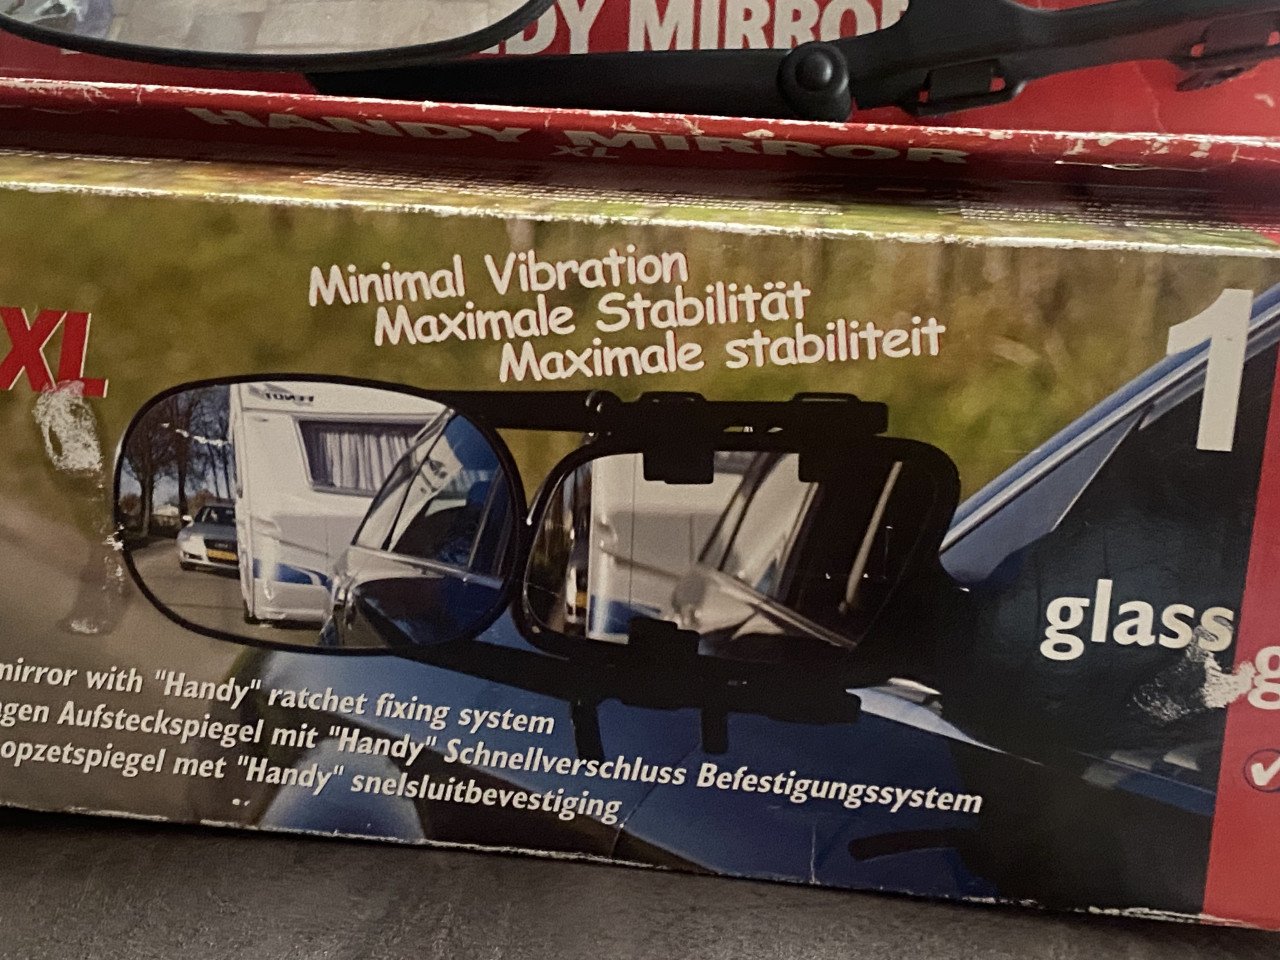 DY MIRROR
HANDY MIRROR
XL
Minimal Vibration
Maximale Stabilität
Maximale stabiliteit
XL
1
glass
g
mirror with "Handy" ratchet fixing system
gen Aufsteckspiegel mit "Handy" Schnellverschluss Befestigungssystem
opzetspiegel met "Handy" snelsluitbevestiging